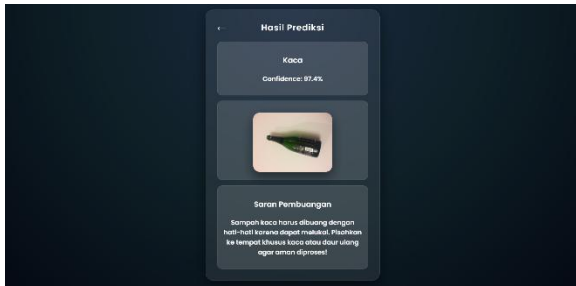 ←
Hasil Prediksi
Kaca
Confidence: 97.4%
Saran Pembuangan
Sampah kaca harus dibuang dengan
hati-hati karena dapat melukai. Pisahkan
ke tempat khusus kaca atau daur ulang
agar aman diproses!